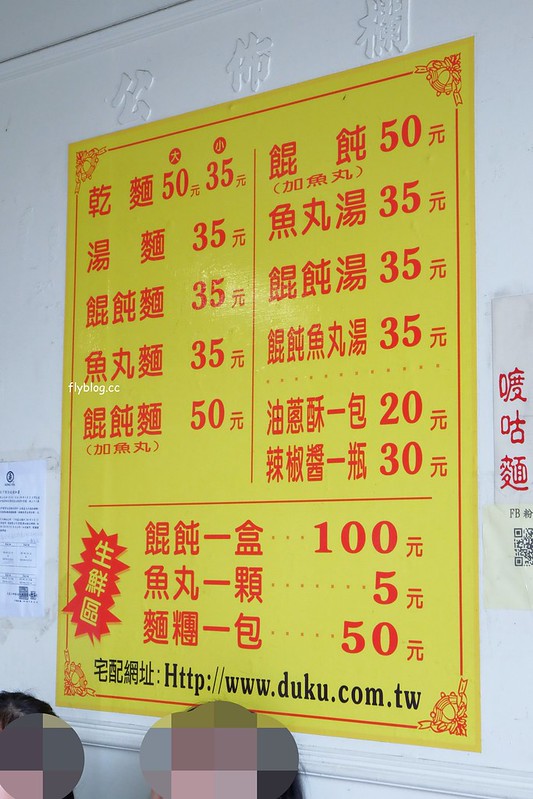 公佈欄
大 小
乾麵 50元 35元
湯麵 35元
餛飩麵 35元
魚丸麵 35元
餛飩麵 50元
(加魚丸)
餛飩 50元
(加魚丸)
魚丸湯 35元
餛飩湯 35元
餛飩魚丸湯 35元
油蔥酥一包 20元
辣椒醬一瓶 30元
生鮮區
餛飩一盒‧‧‧100元
魚丸一顆‧‧‧‧‧‧5元
麵糰一包‧‧‧‧‧50元
宅配網址:Http://www.duku.com.tw
flyblog.cc
嘟咕麵
FB 粉